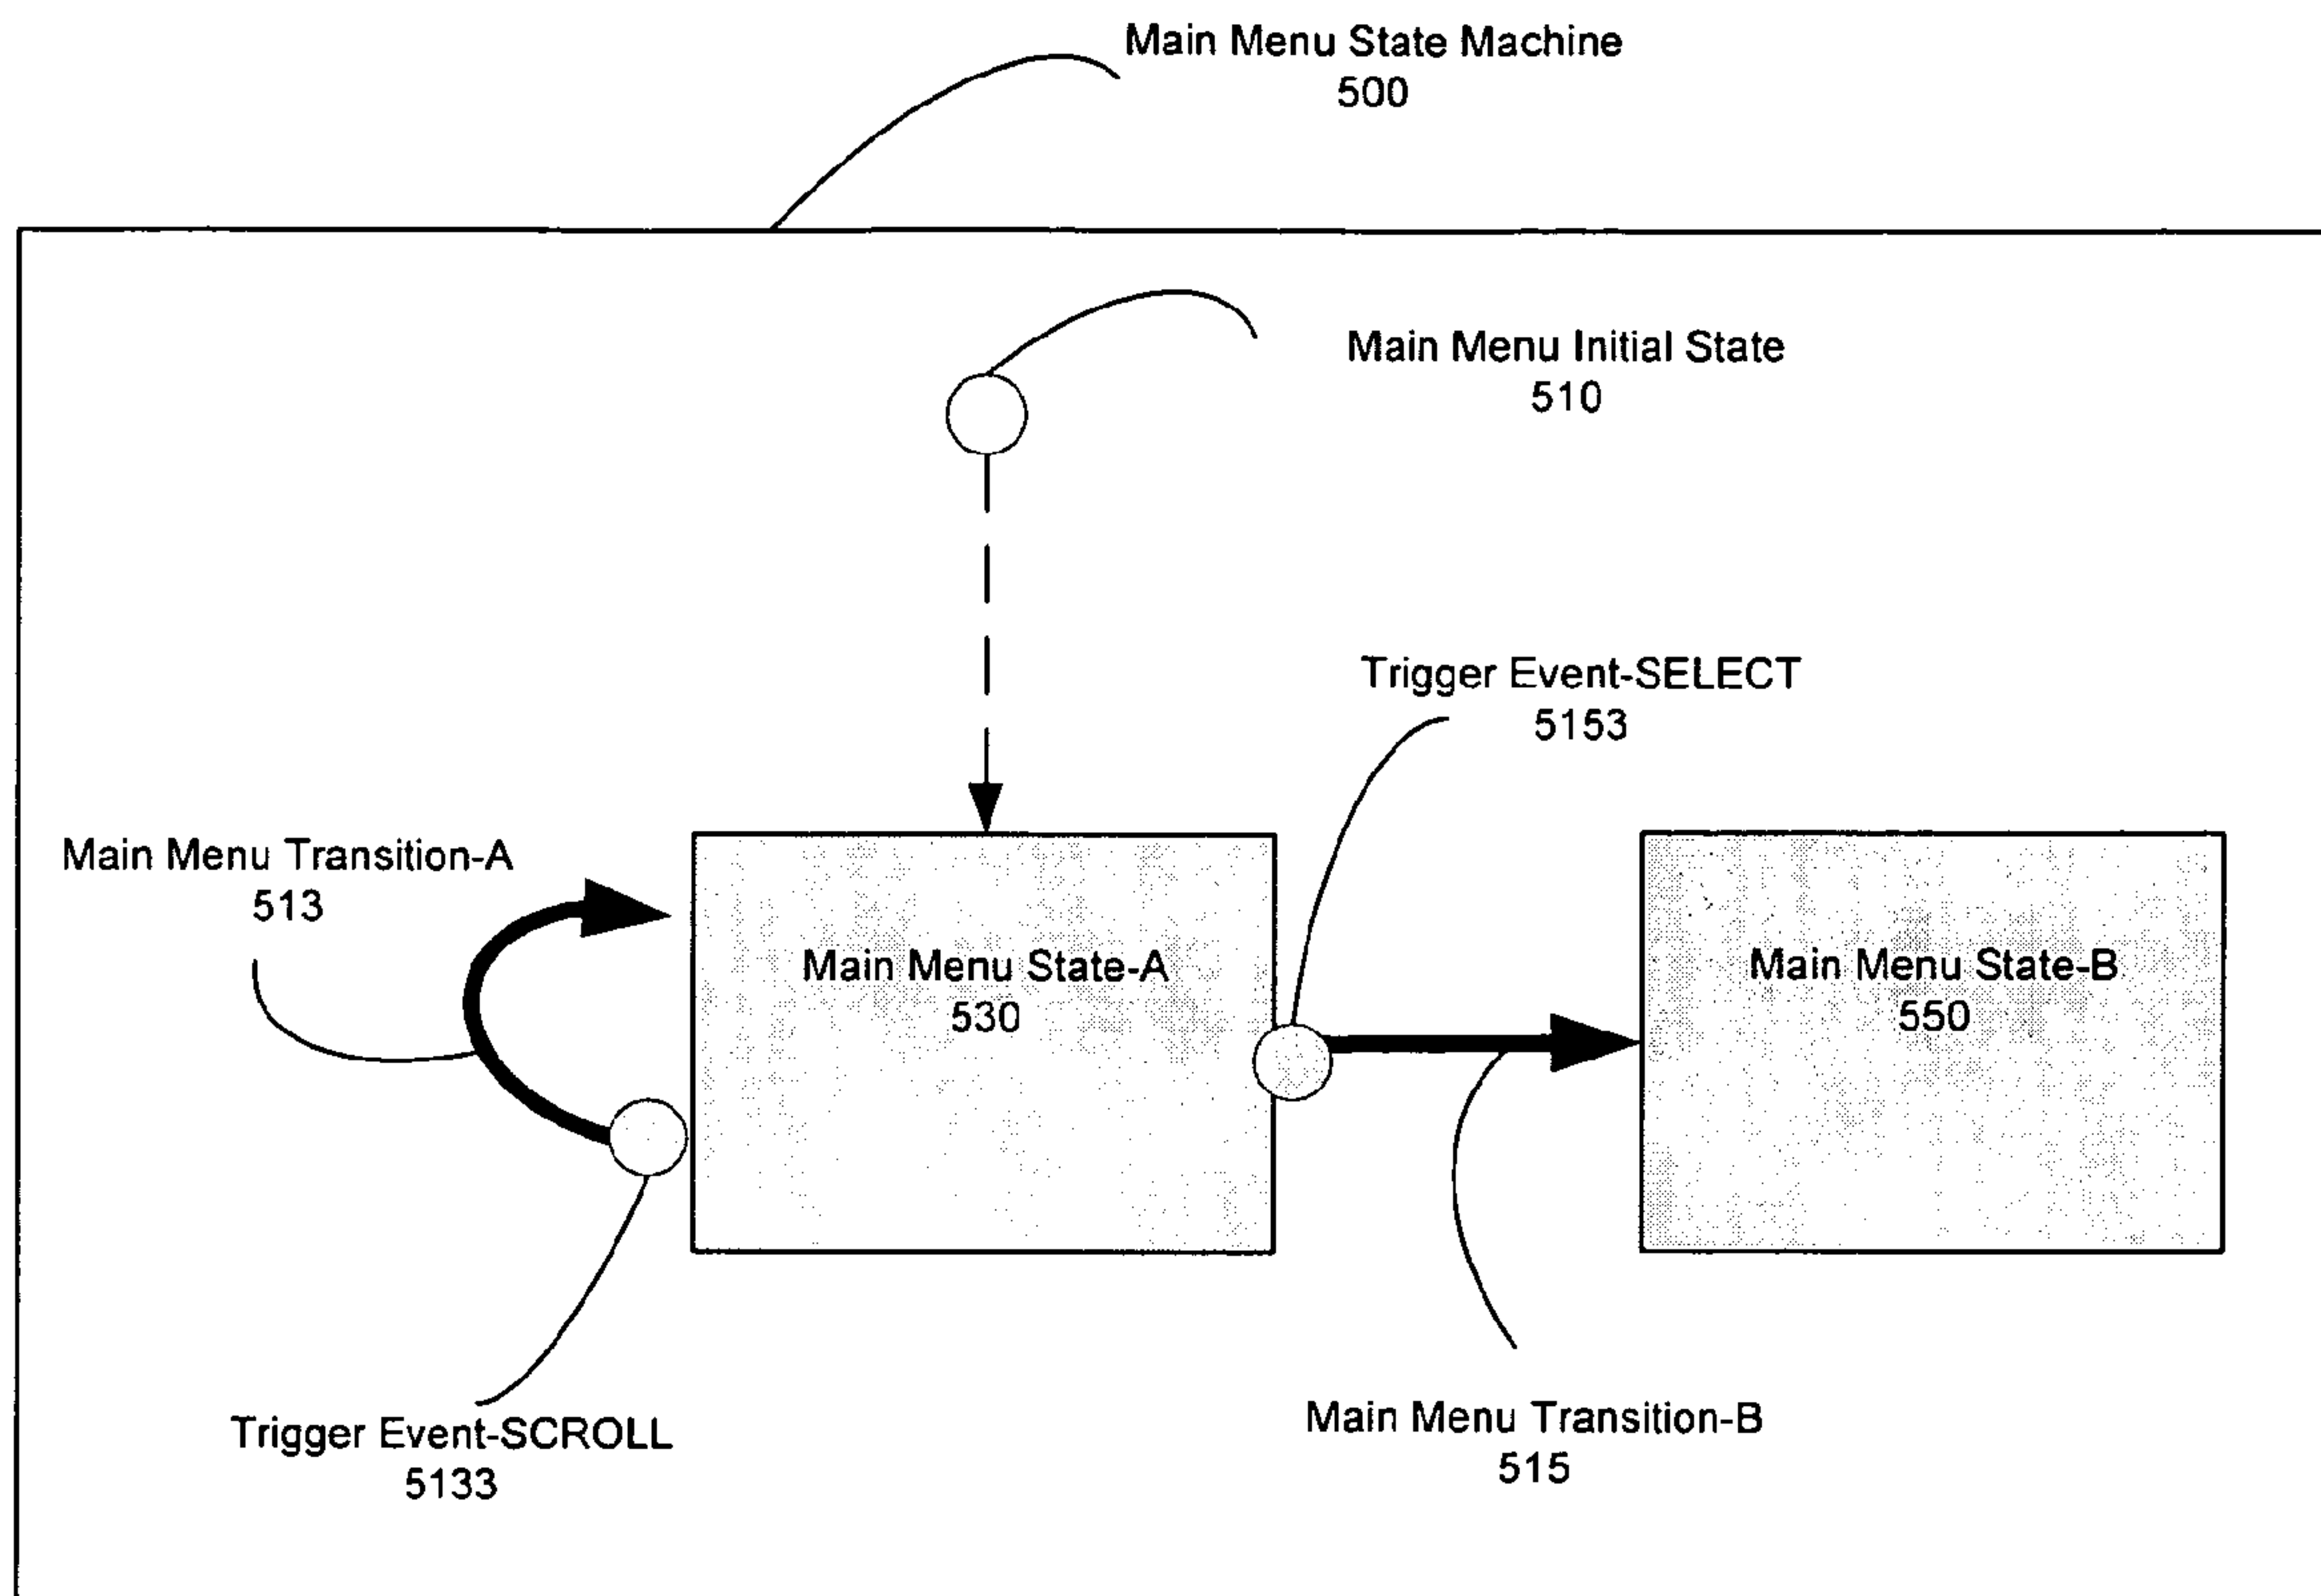 Main Menu State Machine
500
Main Menu Initial State
510
Trigger Event-SELECT
5153
Main Menu Transition-A
513
Main Menu State-A
530
Main Menu State-B
550
Trigger Event-SCROLL
5133
Main Menu Transition-B
515